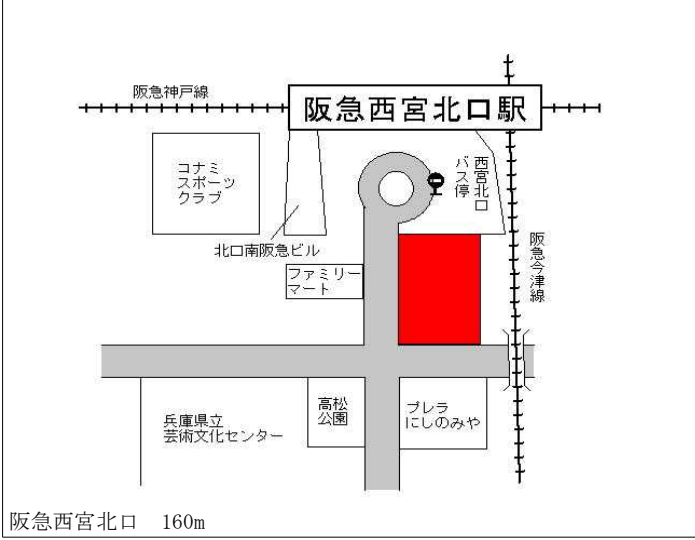 阪急神戸線
阪急西宮北口駅
コナミ
スポーツ
クラブ
西宮北口
バス停
北口南阪急ビル
阪急今津線
ファミリー
マート
高松
公園
プレラ
にしのみや
兵庫県立
芸術文化センター
阪急西宮北口　160m